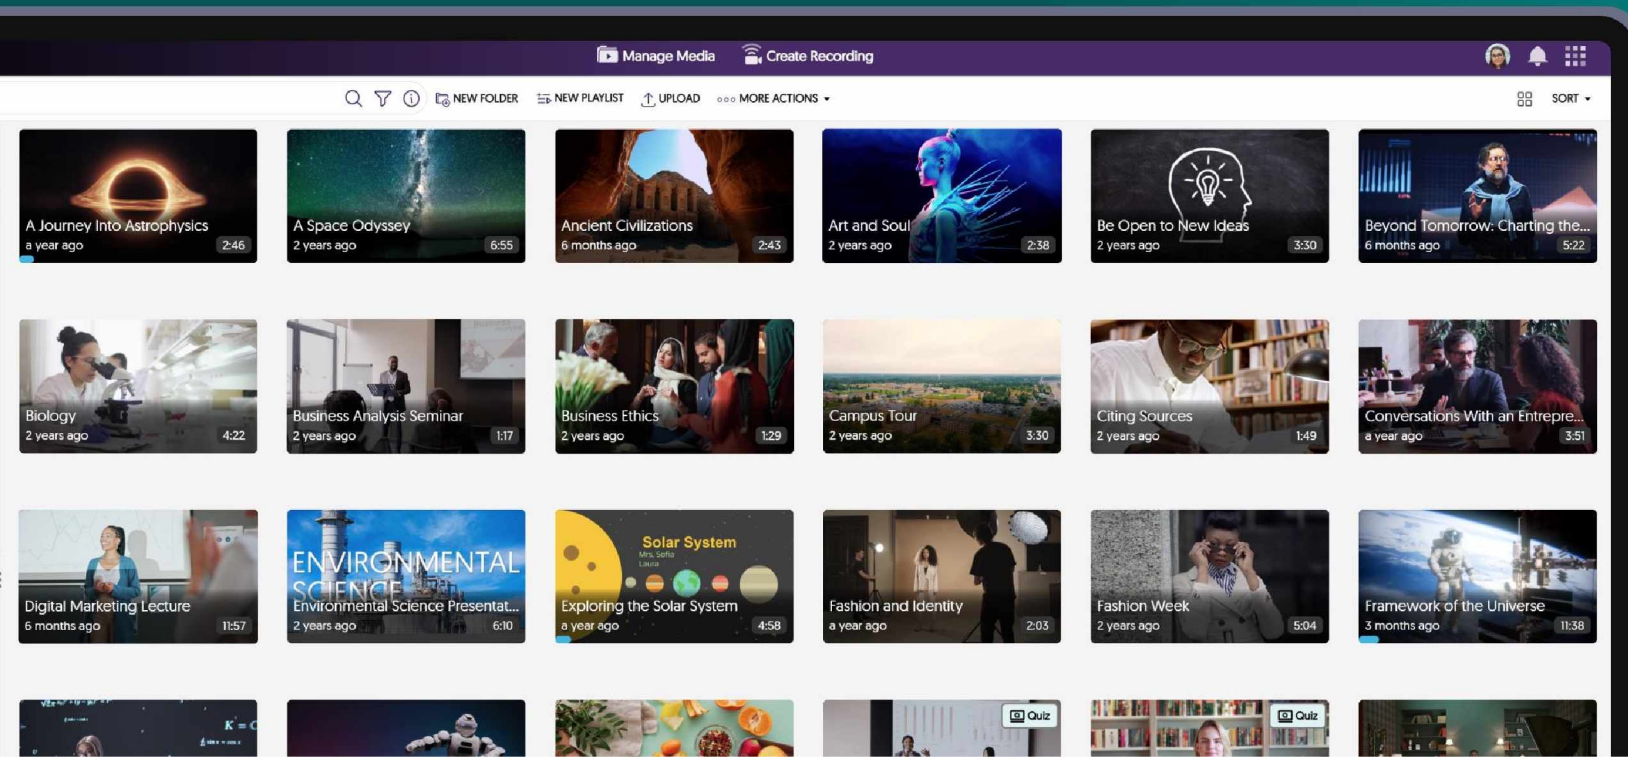 Manage Media
Create Recording
NEW FOLDER
NEW PLAYLIST
UPLOAD
MORE ACTIONS
SORT
A Journey Into Astrophysics
a year ago
2:46
A Space Odyssey
2 years ago
6:55
Ancient Civilizations
6 months ago
2:43
Art and Soul
2 years ago
2:38
Be Open to New Ideas
2 years ago
3:30
Beyond Tomorrow: Charting the...
6 months ago
5:22
Biology
2 years ago
4:22
Business Analysis Seminar
2 years ago
1:17
Business Ethics
2 years ago
1:29
Campus Tour
2 years ago
3:30
Citing Sources
2 years ago
1:49
Conversations With an Entrepre...
a year ago
3:51
Digital Marketing Lecture
6 months ago
11:57
ENVIRONMENTAL
SCIENCE
Environmental Science Presentat...
2 years ago
6:10
Solar System
Mrs. Sofia
Laura
Exploring the Solar System
a year ago
4:58
Fashion and Identity
a year ago
2:03
Fashion Week
2 years ago
5:04
Framework of the Universe
3 months ago
11:38
K = C
Quiz
Quiz